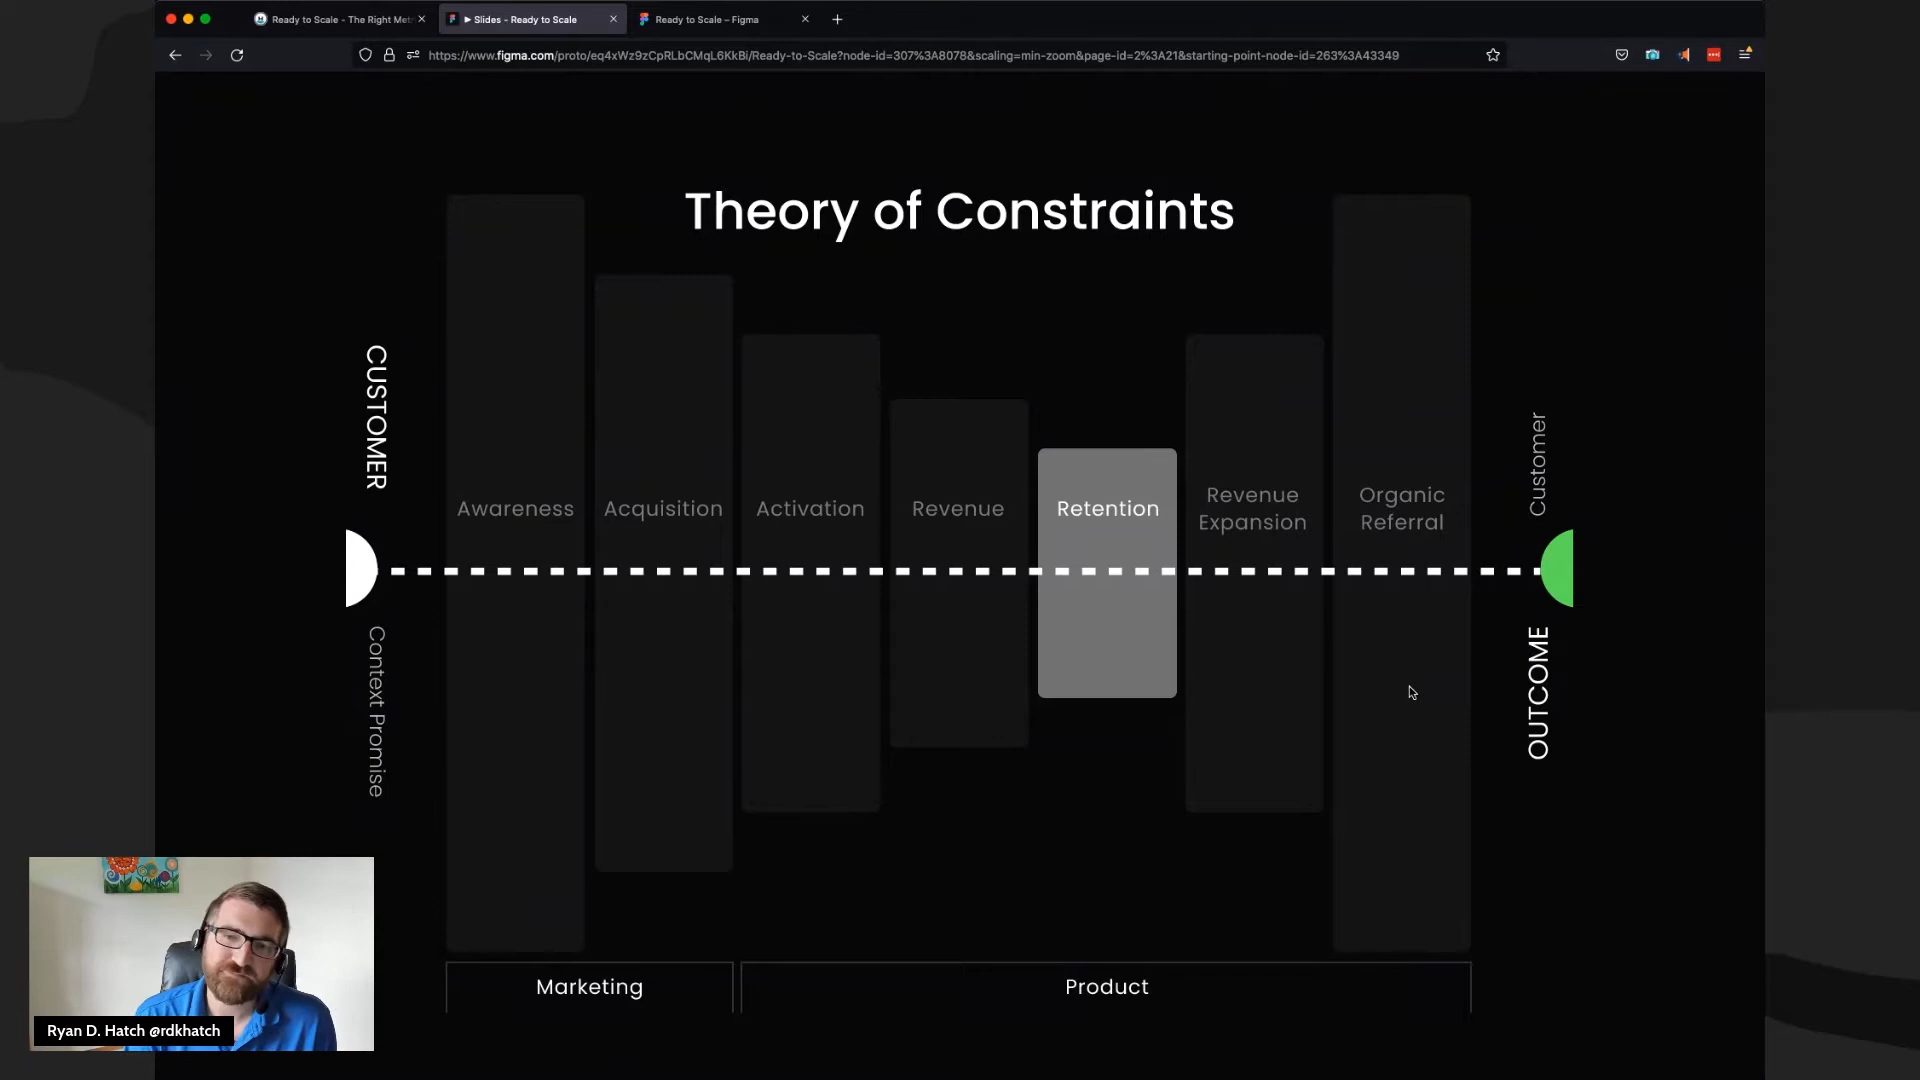 Ready to Scale - The Right Met
▶ Slides - Ready to Scale
Ready to Scale – Figma
https://www.figma.com/proto/eq4xWz9zCpRLbCMqL6KkBi/Ready-to-Scale?node-id=307%3A8078&scaling=min-zoom&page-id=2%3A21&starting-point-node-id=263%3A43349
Theory of Constraints
CUSTOMER
Context Promise
Awareness
Acquisition
Activation
Revenue
Retention
Revenue
Expansion
Organic
Referral
Customer
OUTCOME
Marketing
Product
Ryan D. Hatch @rdkhatch